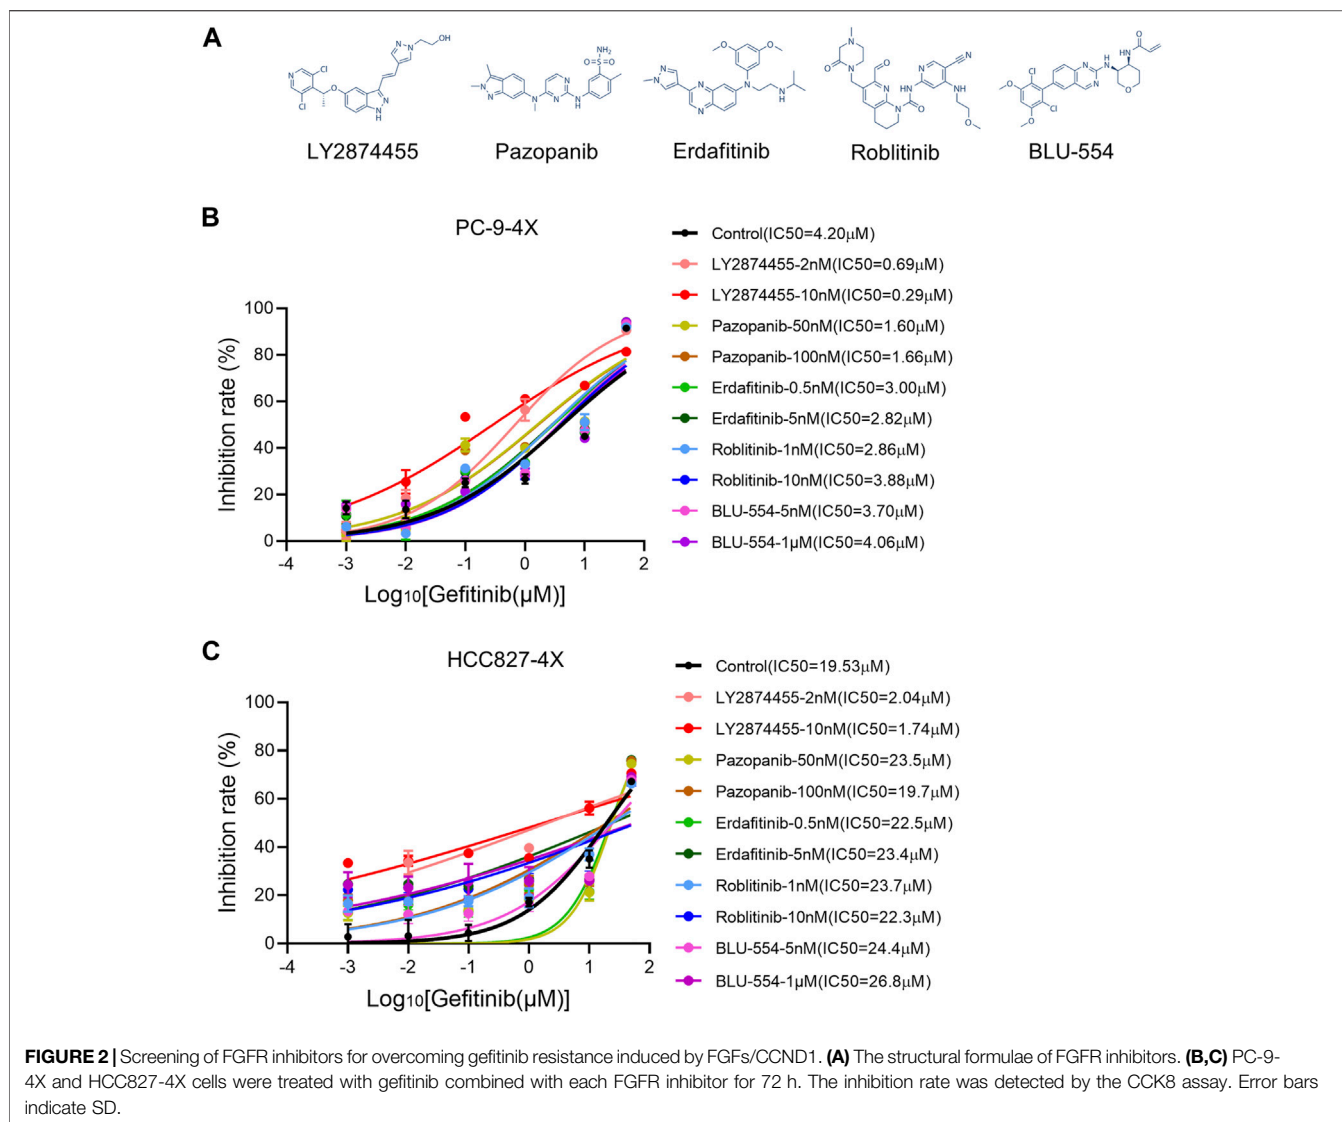 A
LY2874455
Pazopanib
Erdafitinib
Roblitinib
BLU-554
B
PC-9-4X
Inhibition rate (%)
100
80
60
40
20
0
-4 -3 -2 -1 0 1 2
Log10[Gefitinib(μM)]
Control(IC50=4.20μM)
LY2874455-2nM(IC50=0.69μM)
LY2874455-10nM(IC50=0.29μM)
Pazopanib-50nM(IC50=1.60μM)
Pazopanib-100nM(IC50=1.66μM)
Erdafitinib-0.5nM(IC50=3.00μM)
Erdafitinib-5nM(IC50=2.82μM)
Roblitinib-1nM(IC50=2.86μM)
Roblitinib-10nM(IC50=3.88μM)
BLU-554-5nM(IC50=3.70μM)
BLU-554-1μM(IC50=4.06μM)
C
HCC827-4X
Inhibition rate (%)
100
80
60
40
20
0
-4 -3 -2 -1 0 1 2
Log10[Gefitinib(μM)]
Control(IC50=19.53μM)
LY2874455-2nM(IC50=2.04μM)
LY2874455-10nM(IC50=1.74μM)
Pazopanib-50nM(IC50=23.5μM)
Pazopanib-100nM(IC50=19.7μM)
Erdafitinib-0.5nM(IC50=22.5μM)
Erdafitinib-5nM(IC50=23.4μM)
Roblitinib-1nM(IC50=23.7μM)
Roblitinib-10nM(IC50=22.3μM)
BLU-554-5nM(IC50=24.4μM)
BLU-554-1μM(IC50=26.8μM)
FIGURE 2 | Screening of FGFR inhibitors for overcoming gefitinib resistance induced by FGFs/CCND1. (A) The structural formulae of FGFR inhibitors. (B,C) PC-9-
4X and HCC827-4X cells were treated with gefitinib combined with each FGFR inhibitor for 72 h. The inhibition rate was detected by the CCK8 assay. Error bars
indicate SD.